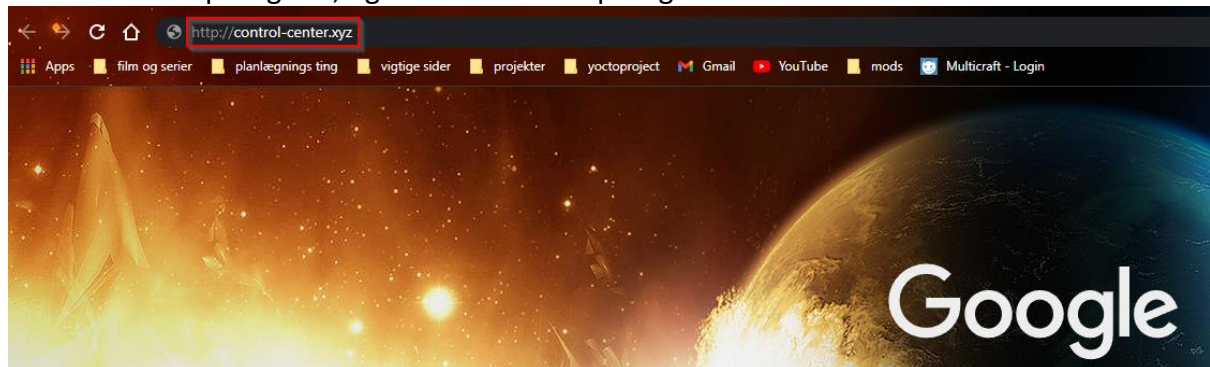 http://control-center.xyz
Apps film og serier planlægnings ting vigtige sider projekter yoctoproject Gmail YouTube mods Multicraft - Login
Google